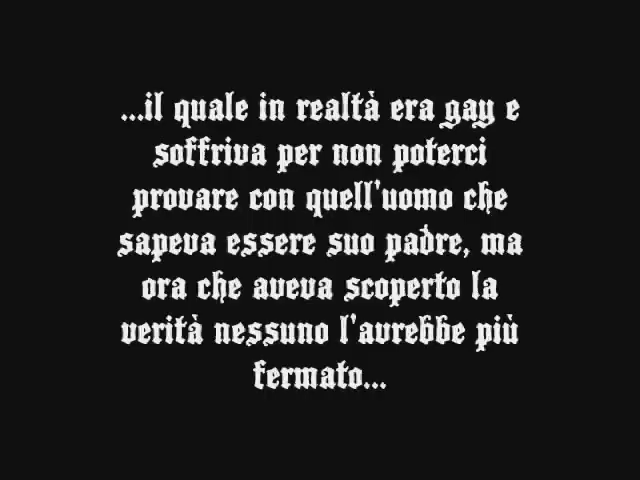 ...il quale in realtà era gay e
soffriva per non poterci
provare con quell'uomo che
sapeva essere suo padre, ma
ora che aveva scoperto la
verità nessuno l'avrebbe più
fermato...